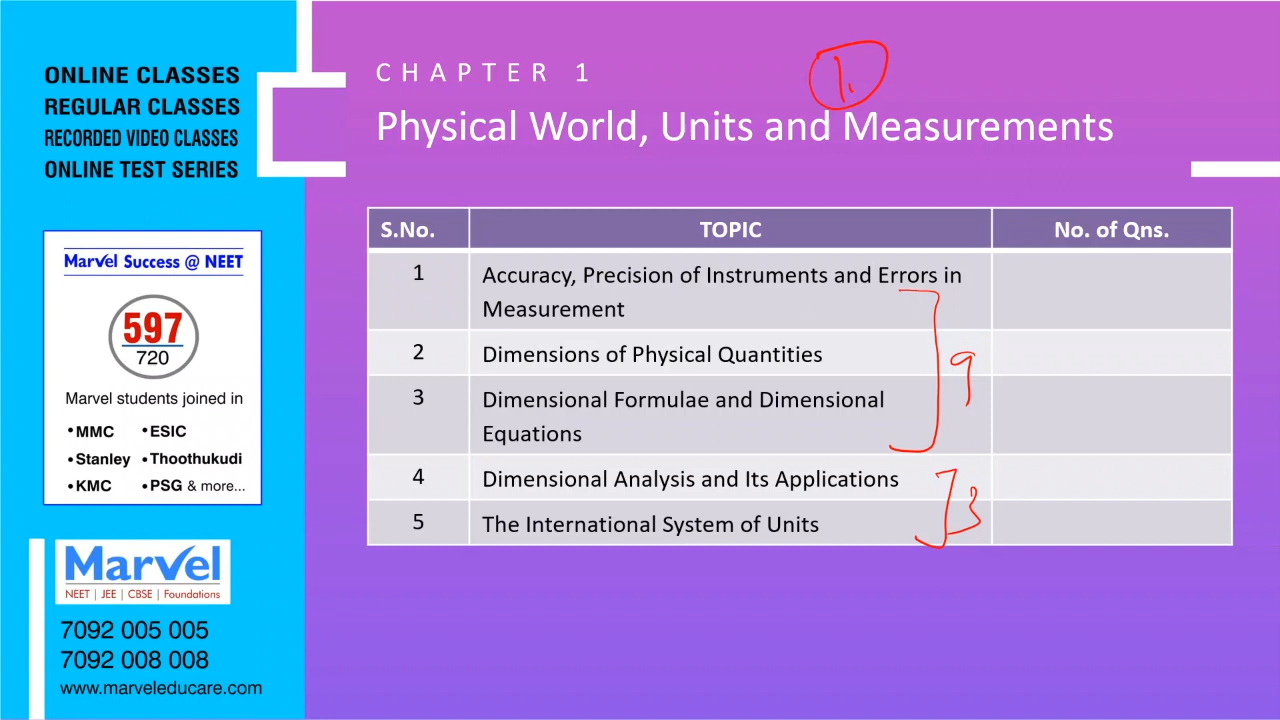 ONLINE CLASSES
REGULAR CLASSES
RECORDED VIDEO CLASSES
ONLINE TEST SERIES
Marvel Success @ NEET
597
720
Marvel students joined in
•MMC •ESIC
•Stanley •Thoothukudi
•KMC •PSG & more...
Marvel
NEET | JEE | CBSE | Foundations
7092 005 005
7092 008 008
www.marveleducare.com
CHAPTER 1
1.
Physical World, Units and Measurements
S.No. TOPIC No. of Qns.
1 Accuracy, Precision of Instruments and Errors in
Measurement
2 Dimensions of Physical Quantities
9
3 Dimensional Formulae and Dimensional
Equations
4 Dimensional Analysis and Its Applications
3
5 The International System of Units